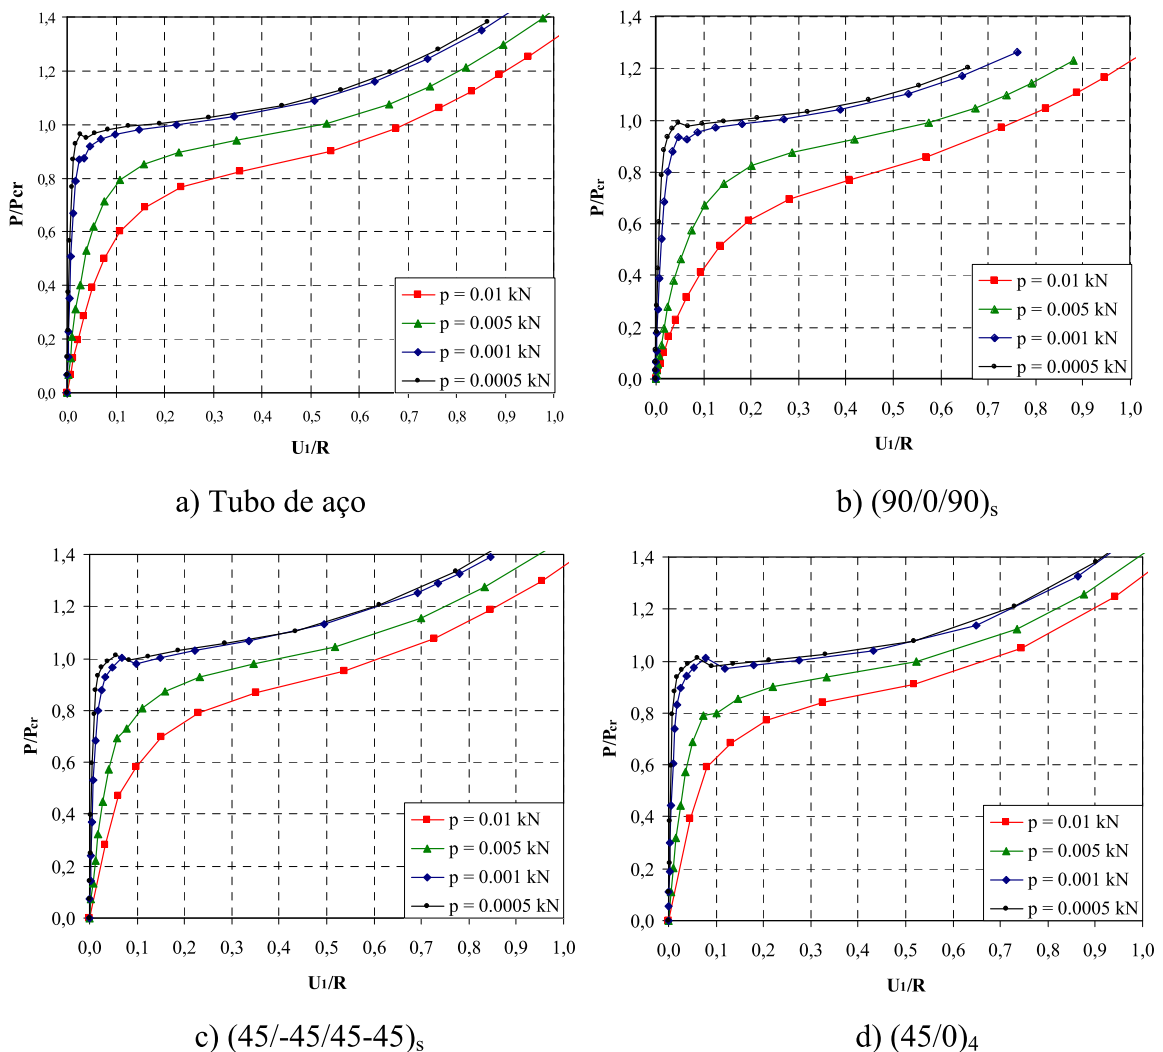 1,4
1,2
1,0
0,8
0,6
0,4
0,2
0,0
P/Pcr
0,0 0,1 0,2 0,3 0,4 0,5 0,6 0,7 0,8 0,9 1,0
U1/R
p = 0.01 kN
p = 0.005 kN
p = 0.001 kN
p = 0.0005 kN
a) Tubo de aço
1,4
1,2
1,0
0,8
0,6
0,4
0,2
0,0
P/Pcr
0,0 0,1 0,2 0,3 0,4 0,5 0,6 0,7 0,8 0,9 1,0
U1/R
p = 0.01 kN
p = 0.005 kN
p = 0.001 kN
p = 0.0005 kN
b) (90/0/90)s
1,4
1,2
1,0
0,8
0,6
0,4
0,2
0,0
P/Pcr
0,0 0,1 0,2 0,3 0,4 0,5 0,6 0,7 0,8 0,9 1,0
U1/R
p = 0.01 kN
p = 0.005 kN
p = 0.001 kN
p = 0.0005 kN
c) (45/-45/45-45)s
1,4
1,2
1,0
0,8
0,6
0,4
0,2
0,0
P/Pcr
0,0 0,1 0,2 0,3 0,4 0,5 0,6 0,7 0,8 0,9 1,0
U1/R
p = 0.01 kN
p = 0.005 kN
p = 0.001 kN
p = 0.0005 kN
d) (45/0)4